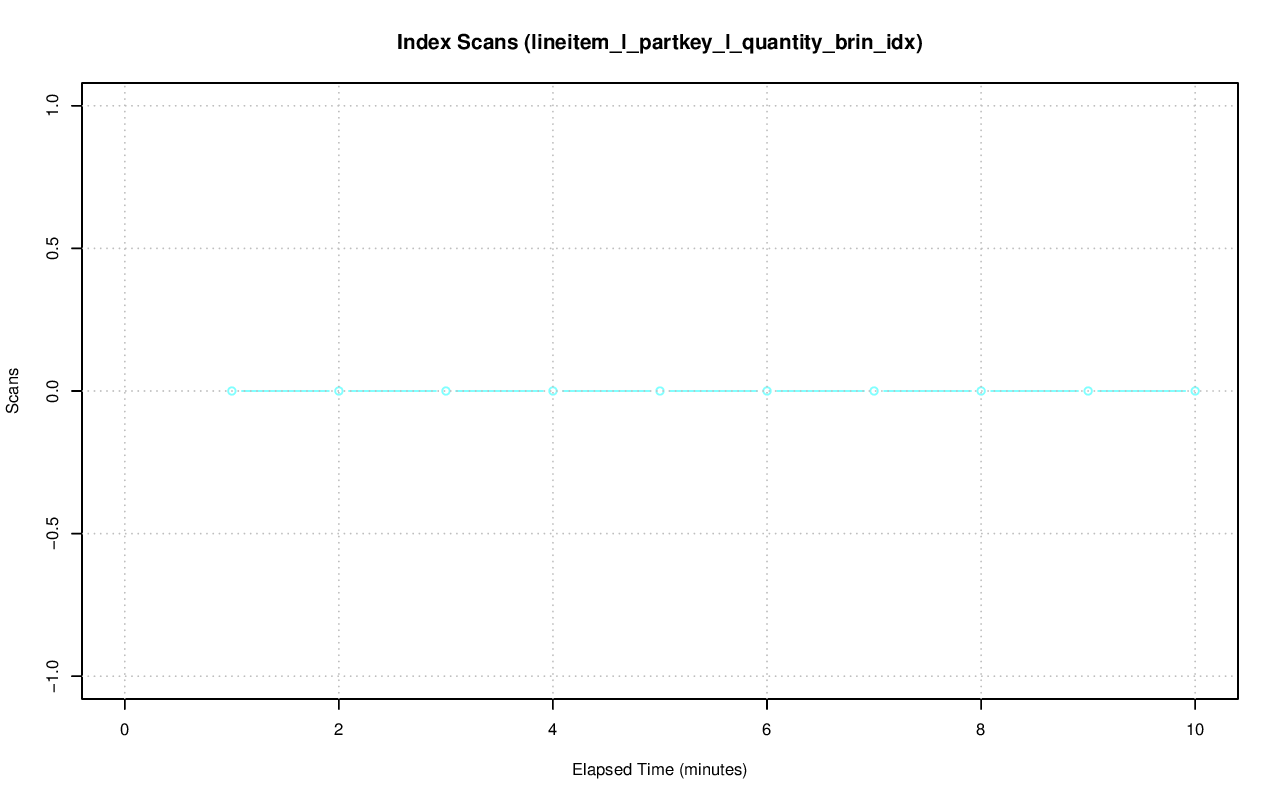 Index Scans (lineitem_l_partkey_l_quantity_brin_idx)
Scans
1.0
0.5
0.0
−0.5
−1.0
0 2 4 6 8 10
Elapsed Time (minutes)